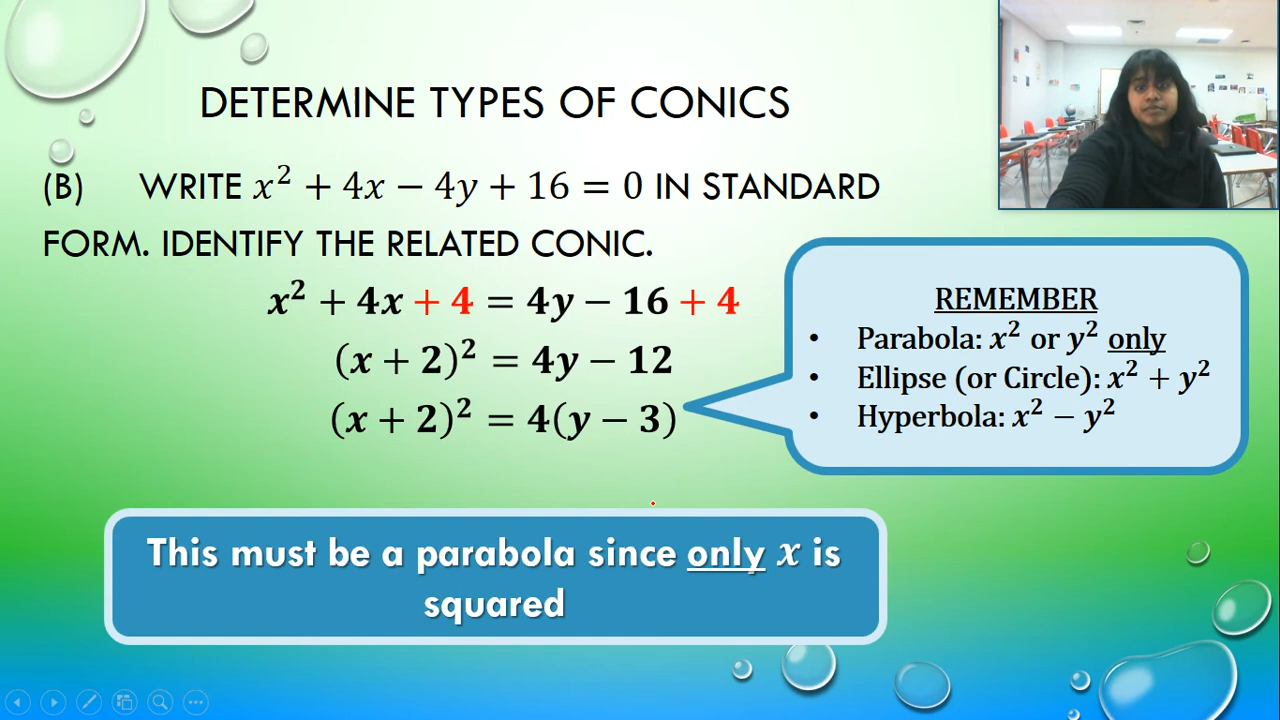 DETERMINE TYPES OF CONICS
(B) WRITE x² + 4x − 4y + 16 = 0 IN STANDARD
FORM. IDENTIFY THE RELATED CONIC.
x² + 4x + 4 = 4y − 16 + 4
(x + 2)² = 4y − 12
(x + 2)² = 4(y − 3)
REMEMBER
• Parabola: x² or y² only
• Ellipse (or Circle): x² + y²
• Hyperbola: x² − y²
This must be a parabola since only x is
squared